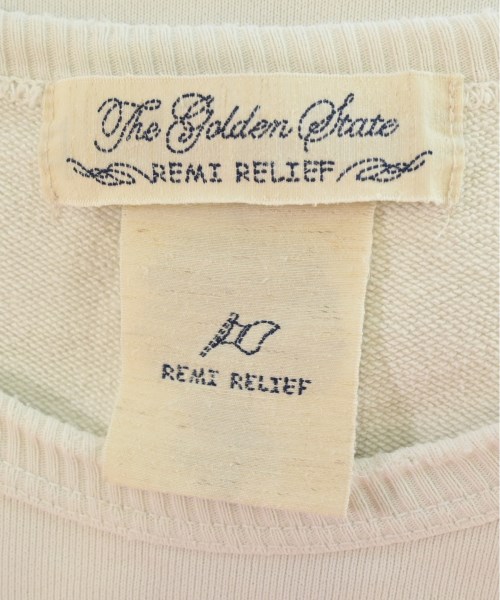 The Golden State
REMI RELIEF
REMI RELIEF